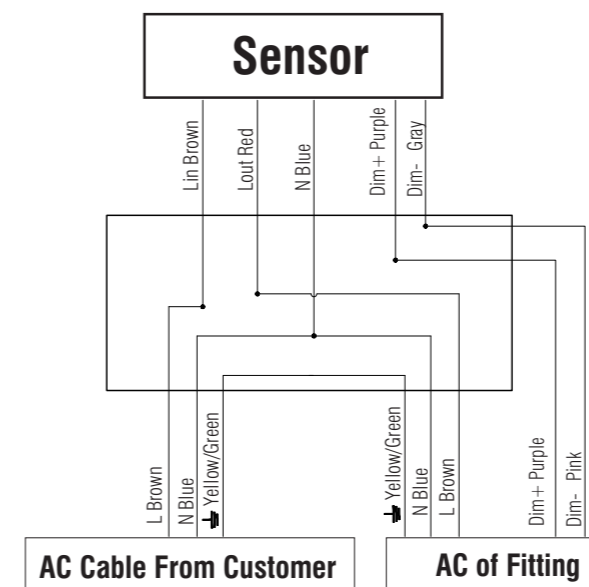 Sensor
Lin Brown
Lout Red
N Blue
Dim+ Purple
Dim- Gray
L Brown
N Blue
Yellow/Green
Yellow/Green
N Blue
L Brown
Dim+ Purple
Dim- Pink
AC Cable From Customer
AC of Fitting